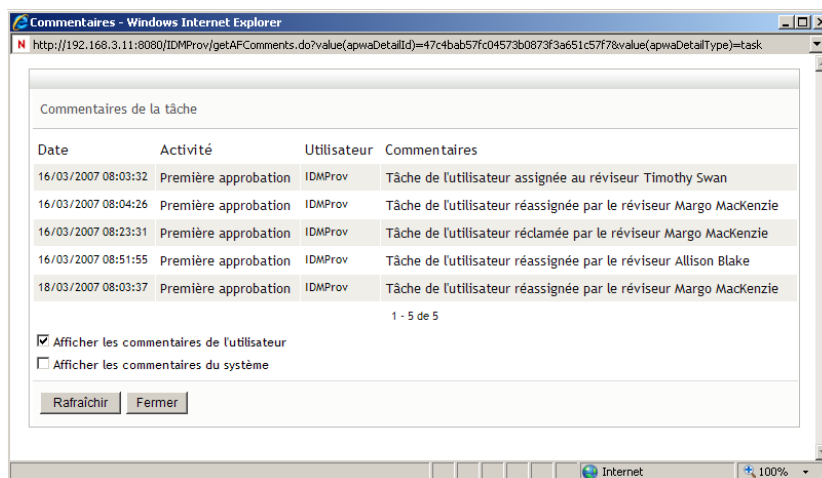 Commentaires - Windows Internet Explorer
N http://192.168.3.11:8080/IDMProv/getAFComments.do?value(apwaDetailId)=47c4bab57fc04573b0873f3a651c57f7&value(apwaDetailType)=task
Commentaires de la tâche
Date Activité Utilisateur Commentaires
16/03/2007 08:03:32 Première approbation IDMProv Tâche de l'utilisateur assignée au réviseur Timothy Swan
16/03/2007 08:04:26 Première approbation IDMProv Tâche de l'utilisateur réassignée par le réviseur Margo MacKenzie
16/03/2007 08:23:31 Première approbation IDMProv Tâche de l'utilisateur réclamée par le réviseur Margo MacKenzie
16/03/2007 08:51:55 Première approbation IDMProv Tâche de l'utilisateur réassignée par le réviseur Allison Blake
18/03/2007 08:03:37 Première approbation IDMProv Tâche de l'utilisateur réassignée par le réviseur Margo MacKenzie
1 - 5 de 5
Afficher les commentaires de l'utilisateur
Afficher les commentaires du système
Rafraîchir Fermer
Internet 100%